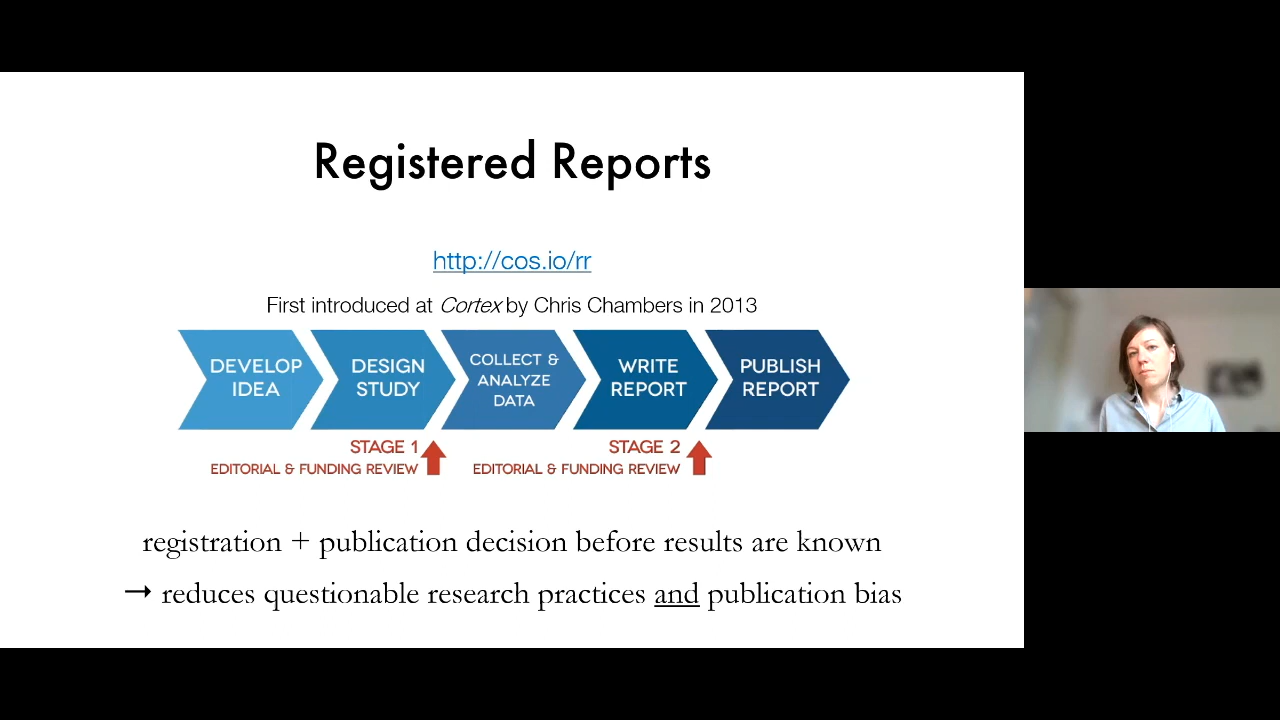 Registered Reports
http://cos.io/rr
First introduced at Cortex by Chris Chambers in 2013
DEVELOP
IDEA
DESIGN
STUDY
COLLECT &
ANALYZE
DATA
WRITE
REPORT
PUBLISH
REPORT
STAGE 1
EDITORIAL & FUNDING REVIEW
STAGE 2
EDITORIAL & FUNDING REVIEW
registration + publication decision before results are known
→ reduces questionable research practices and publication bias